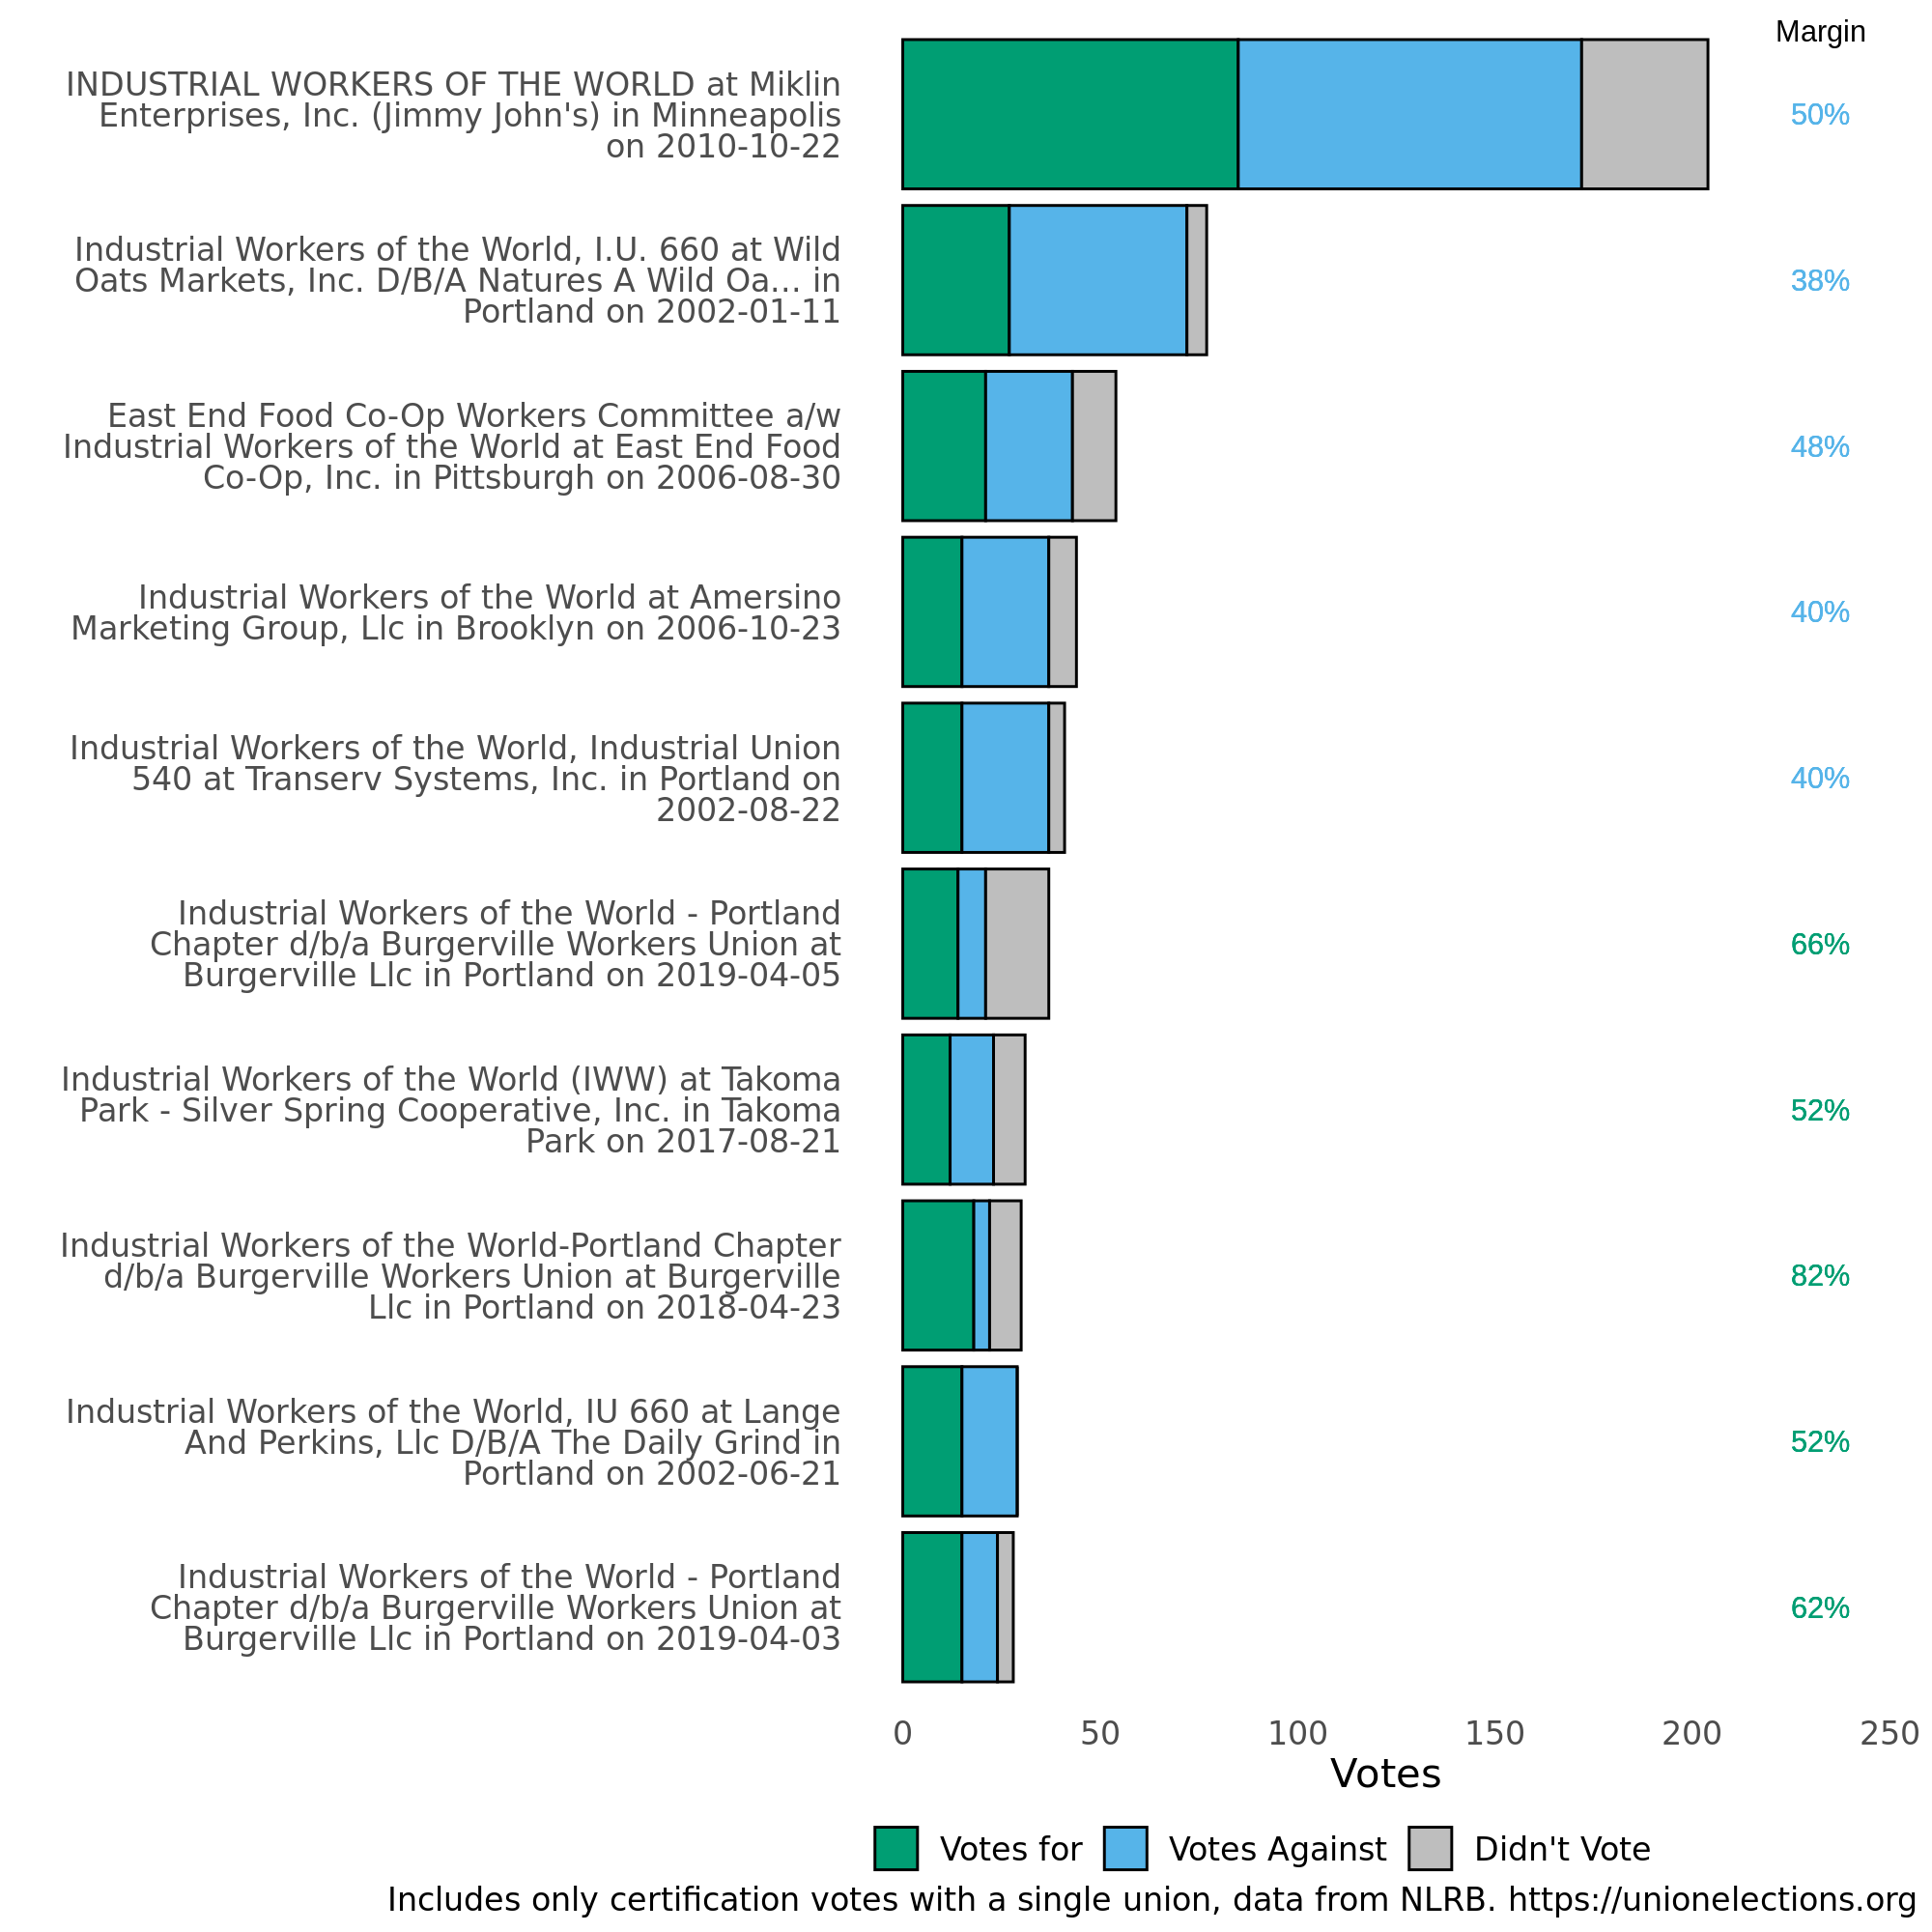 Margin
INDUSTRIAL WORKERS OF THE WORLD at Miklin
Enterprises, Inc. (Jimmy John's) in Minneapolis
on 2010-10-22
50%
Industrial Workers of the World, I.U. 660 at Wild
Oats Markets, Inc. D/B/A Natures A Wild Oa... in
Portland on 2002-01-11
38%
East End Food Co-Op Workers Committee a/w
Industrial Workers of the World at East End Food
Co-Op, Inc. in Pittsburgh on 2006-08-30
48%
Industrial Workers of the World at Amersino
Marketing Group, Llc in Brooklyn on 2006-10-23
40%
Industrial Workers of the World, Industrial Union
540 at Transerv Systems, Inc. in Portland on
2002-08-22
40%
Industrial Workers of the World - Portland
Chapter d/b/a Burgerville Workers Union at
Burgerville Llc in Portland on 2019-04-05
66%
Industrial Workers of the World (IWW) at Takoma
Park - Silver Spring Cooperative, Inc. in Takoma
Park on 2017-08-21
52%
Industrial Workers of the World-Portland Chapter
d/b/a Burgerville Workers Union at Burgerville
Llc in Portland on 2018-04-23
82%
Industrial Workers of the World, IU 660 at Lange
And Perkins, Llc D/B/A The Daily Grind in
Portland on 2002-06-21
52%
Industrial Workers of the World - Portland
Chapter d/b/a Burgerville Workers Union at
Burgerville Llc in Portland on 2019-04-03
62%
0 50 100 150 200 250
Votes
Votes for Votes Against Didn't Vote
Includes only certification votes with a single union, data from NLRB. https://unionelections.org